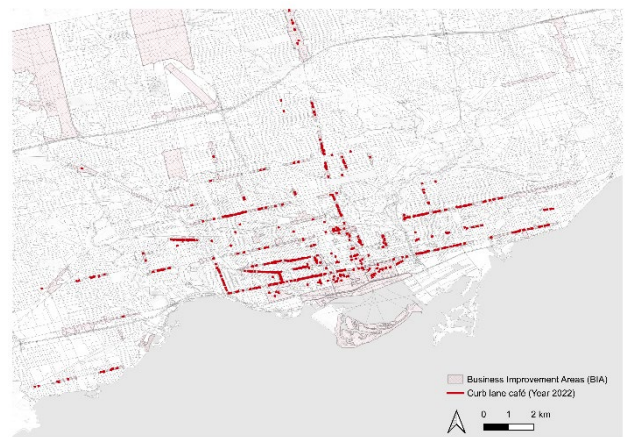 Business Improvement Areas (BIA)
Curb lane café (Year 2022)
0 1 2 km